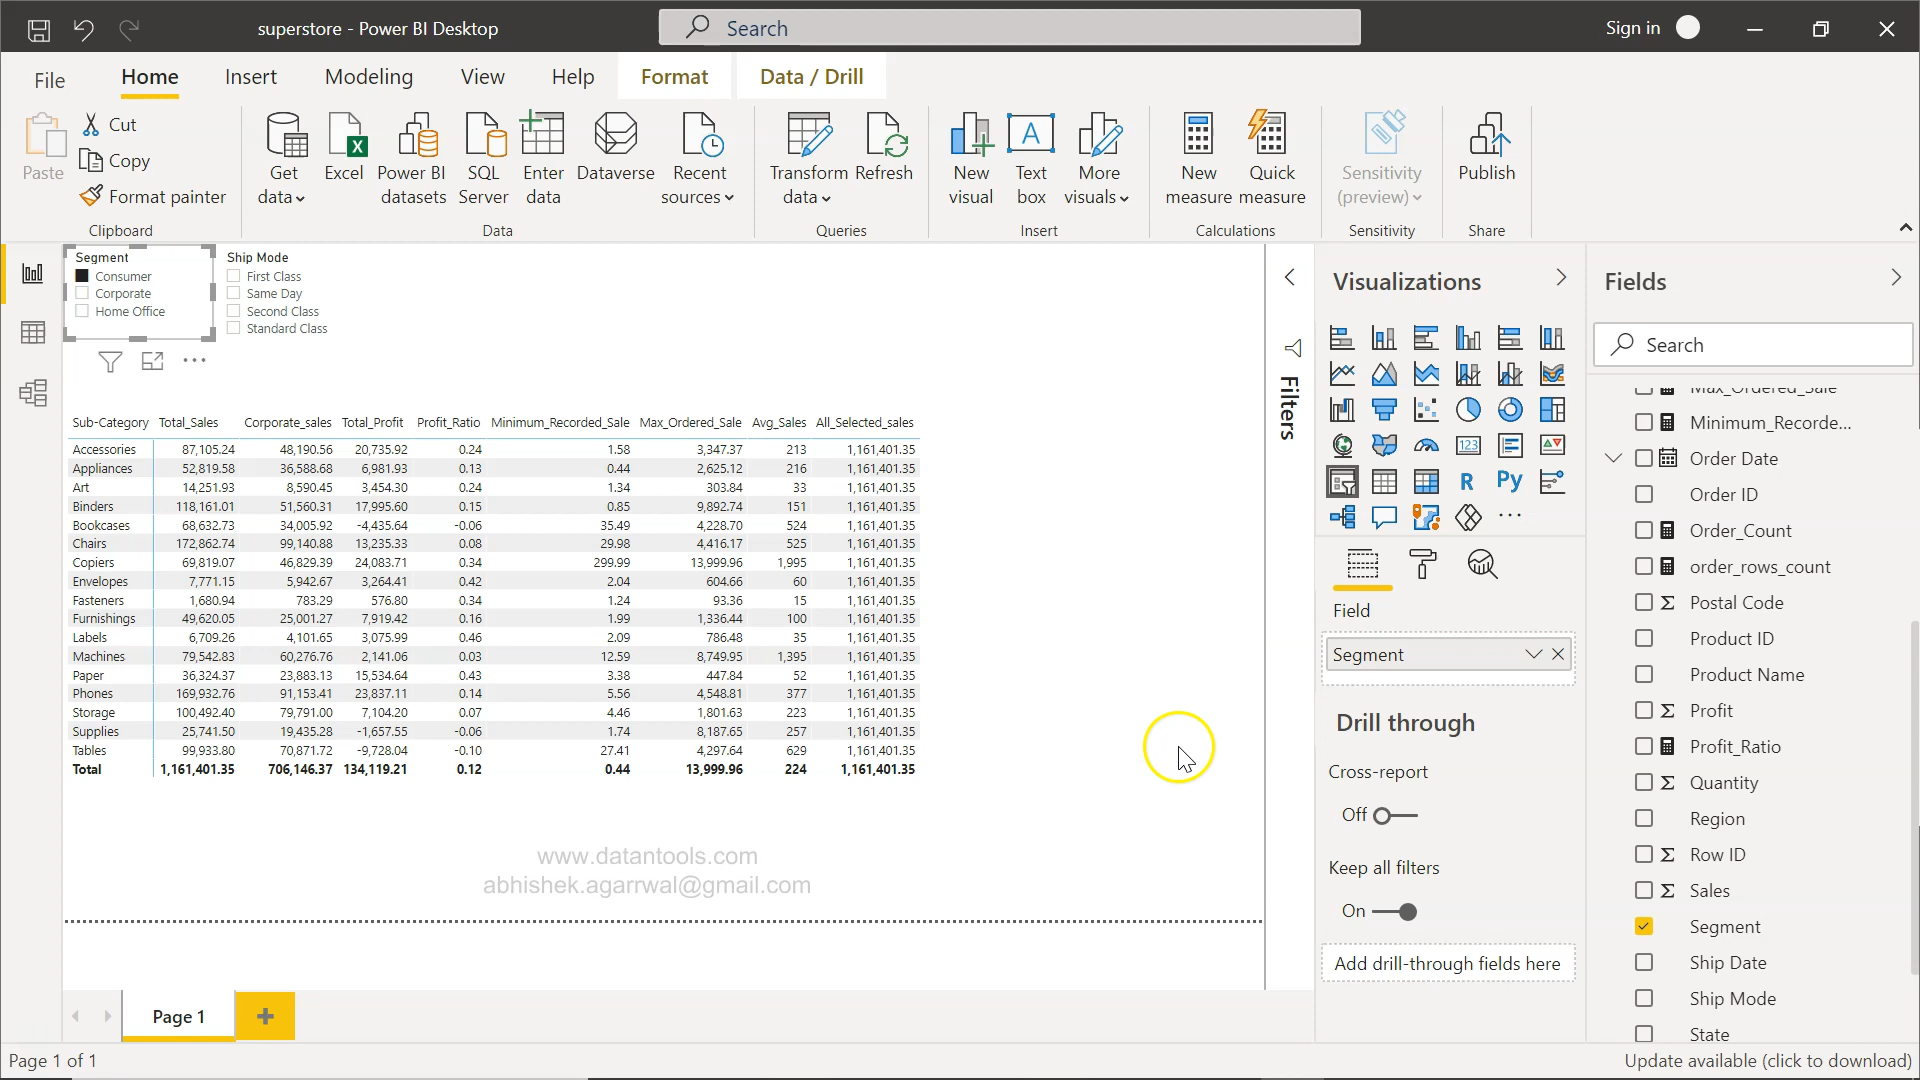 superstore - Power BI Desktop
Search
Sign in
File
Home
Insert
Modeling
View
Help
Format
Data / Drill
Paste
Cut
Copy
Format painter
Clipboard
Get data
Excel
Power BI datasets
SQL Server
Enter data
Dataverse
Recent sources
Data
Transform data
Refresh
Queries
New visual
A
Text box
More visuals
Insert
New measure
Quick measure
Calculations
Sensitivity (preview)
Sensitivity
Publish
Share
Segment
Consumer
Corporate
Home Office
Ship Mode
First Class
Same Day
Second Class
Standard Class
Sub-Category Total_Sales Corporate_sales Total_Profit Profit_Ratio Minimum_Recorded_Sale Max_Ordered_Sale Avg_Sales All_Selected_sales
Accessories 87,105.24 48,190.56 20,735.92 0.24 1.58 3,347.37 213 1,161,401.35
Appliances 52,819.58 36,588.68 6,981.93 0.13 0.44 2,625.12 216 1,161,401.35
Art 14,251.93 8,590.45 3,454.30 0.24 1.34 303.84 33 1,161,401.35
Binders 118,161.01 51,560.31 17,995.60 0.15 0.85 9,892.74 151 1,161,401.35
Bookcases 68,632.73 34,005.92 -4,435.64 -0.06 35.49 4,228.70 524 1,161,401.35
Chairs 172,862.74 99,140.88 13,235.33 0.08 29.98 4,416.17 525 1,161,401.35
Copiers 69,819.07 46,829.39 24,083.71 0.34 299.99 13,999.96 1,995 1,161,401.35
Envelopes 7,771.15 5,942.67 3,264.41 0.42 2.04 604.66 60 1,161,401.35
Fasteners 1,680.94 783.29 576.80 0.34 1.24 93.36 15 1,161,401.35
Furnishings 49,620.05 25,001.27 7,919.42 0.16 1.99 1,336.44 100 1,161,401.35
Labels 6,709.26 4,101.65 3,075.99 0.46 2.09 786.48 35 1,161,401.35
Machines 79,542.83 60,276.76 2,141.06 0.03 12.59 8,749.95 1,395 1,161,401.35
Paper 36,324.37 23,883.13 15,534.64 0.43 3.38 447.84 52 1,161,401.35
Phones 169,932.76 91,153.41 23,837.11 0.14 5.56 4,548.81 377 1,161,401.35
Storage 100,492.40 79,791.00 7,104.20 0.07 4.46 1,801.63 223 1,161,401.35
Supplies 25,741.50 19,435.28 -1,657.55 -0.06 1.74 8,187.65 257 1,161,401.35
Tables 99,933.80 70,871.72 -9,728.04 -0.10 27.41 4,297.64 629 1,161,401.35
Total 1,161,401.35 706,146.37 134,119.21 0.12 0.44 13,999.96 224 1,161,401.35
www.datantools.com
abhishek.agarrwal@gmail.com
Filters
Visualizations
123
R
Py
Field
Segment
Drill through
Cross-report
Off
Keep all filters
On
Add drill-through fields here
Fields
Search
Max_Ordered_Sale
Minimum_Recorde...
Order Date
Order ID
Order_Count
order_rows_count
Postal Code
Product ID
Product Name
Profit
Profit_Ratio
Quantity
Region
Row ID
Sales
Segment
Ship Date
Ship Mode
State
Page 1
Page 1 of 1
Update available (click to download)